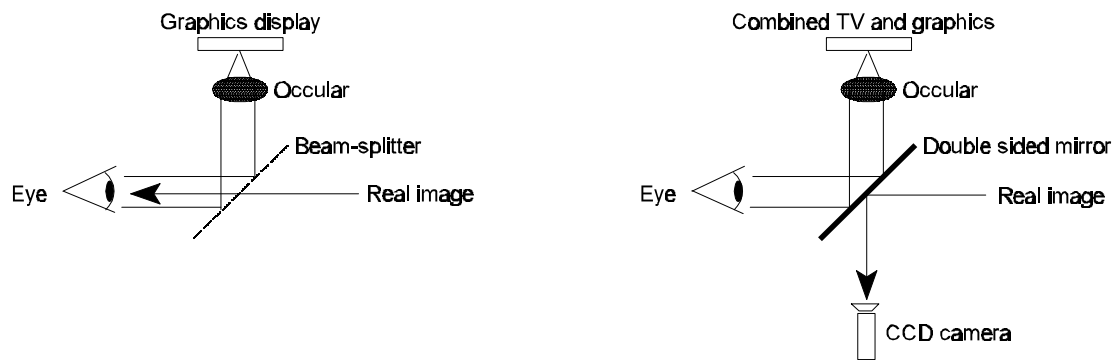 Graphics display
Occular
Beam-splitter
Eye
Real image
Combined TV and graphics
Occular
Double sided mirror
Eye
Real image
CCD camera